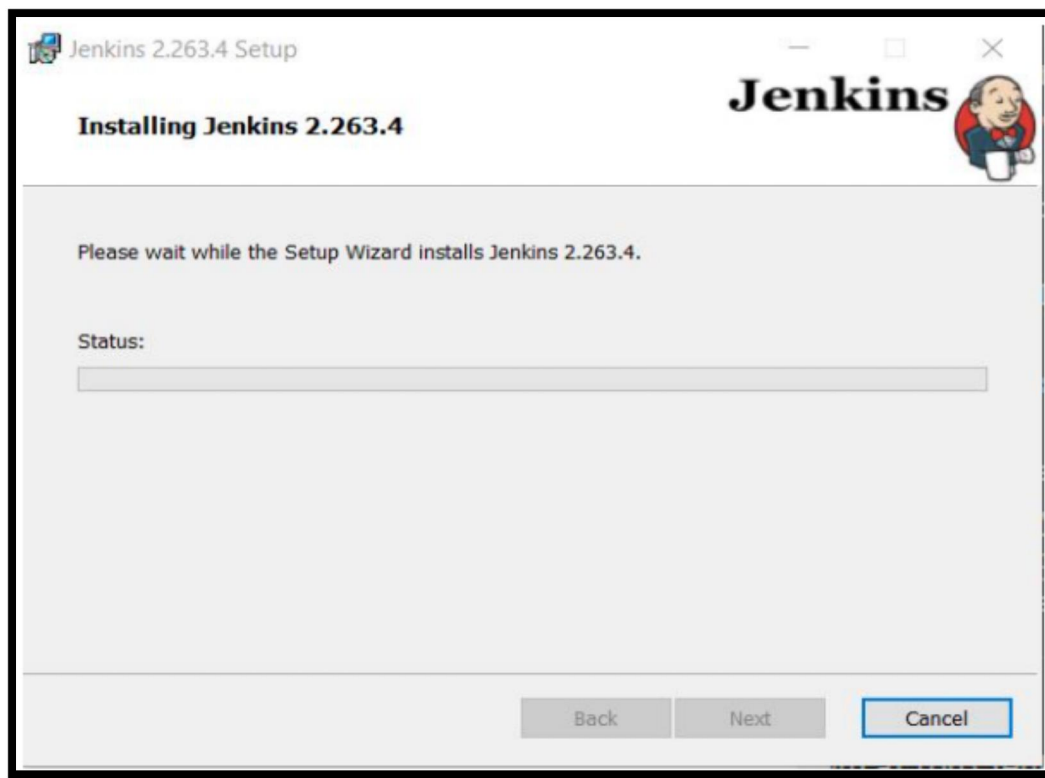 Jenkins 2.263.4 Setup
Jenkins
Installing Jenkins 2.263.4
Please wait while the Setup Wizard installs Jenkins 2.263.4.
Status:
Back Next Cancel